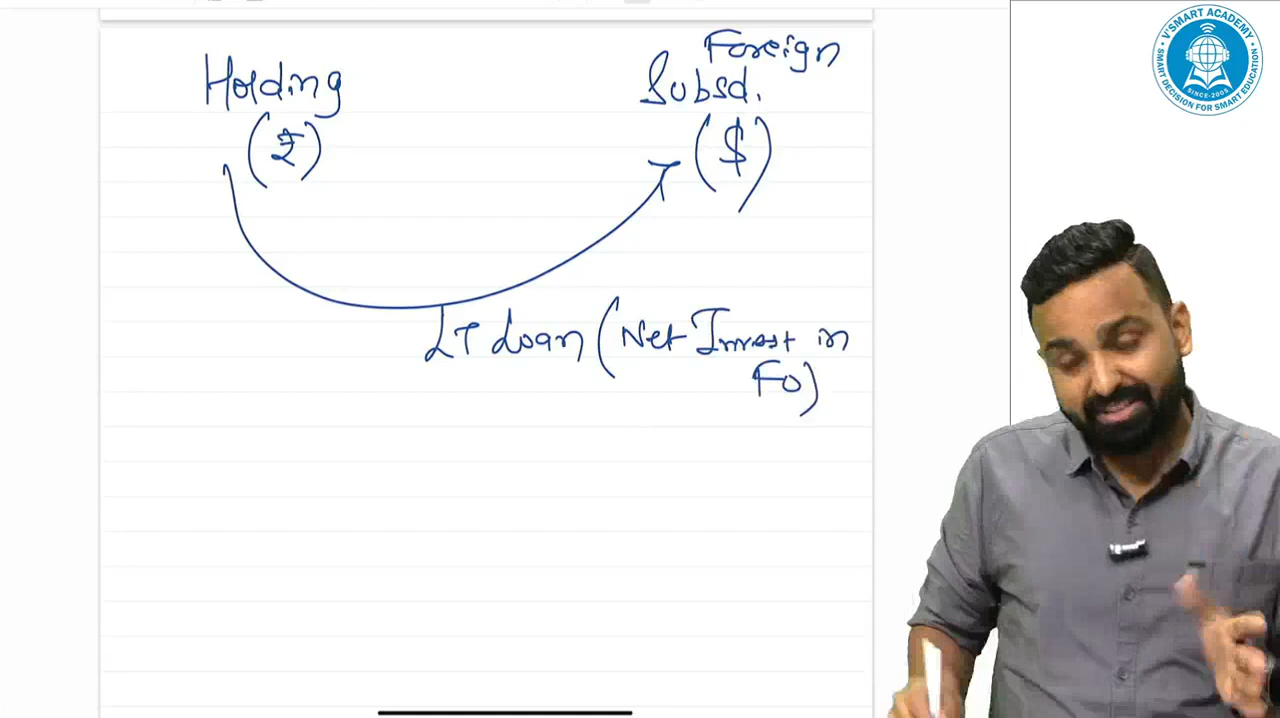 Holding
(₹)
Foreign
Subsd.
($)
LT Loan (Net Invest in
FO)
V'SMART ACADEMY
SINCE-2005
SMART DECISION FOR SMART EDUCATION